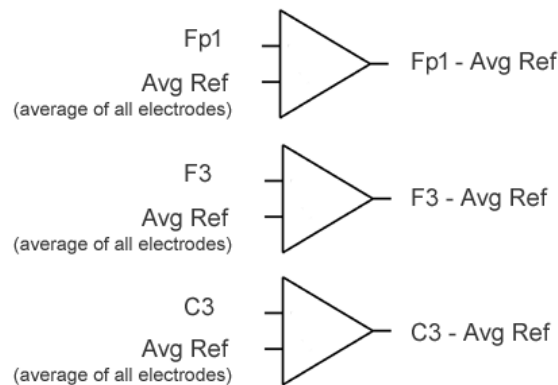 Fp1
Avg Ref
(average of all electrodes)
Fp1 - Avg Ref
F3
Avg Ref
(average of all electrodes)
F3 - Avg Ref
C3
Avg Ref
(average of all electrodes)
C3 - Avg Ref